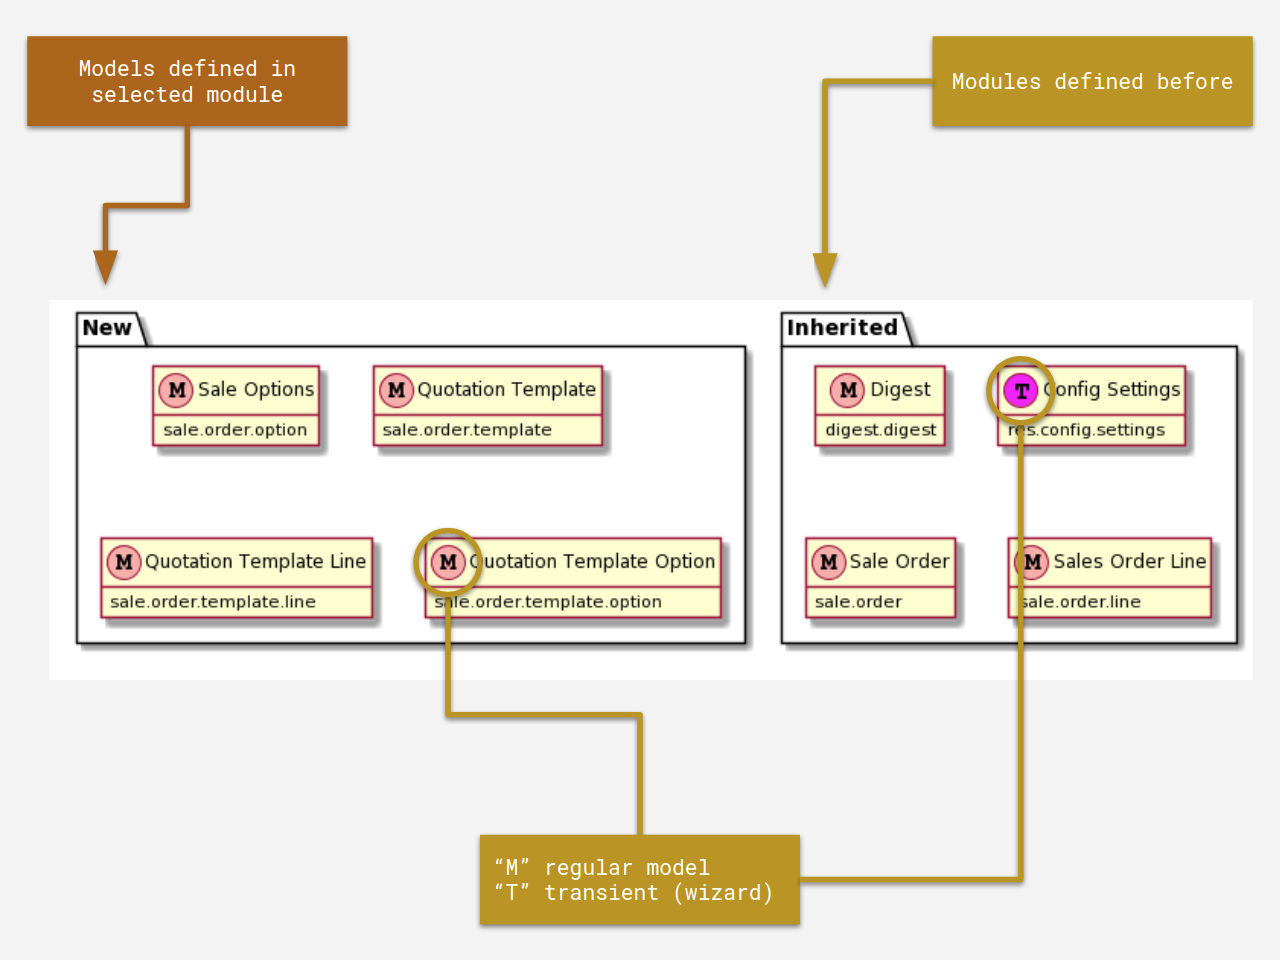 Models defined in
selected module
Modules defined before
New
Inherited
M Sale Options
sale.order.option
M Quotation Template
sale.order.template
M Digest
digest.digest
T Config Settings
res.config.settings
M Quotation Template Line
sale.order.template.line
M Quotation Template Option
sale.order.template.option
M Sale Order
sale.order
M Sales Order Line
sale.order.line
“M” regular model
“T” transient (wizard)